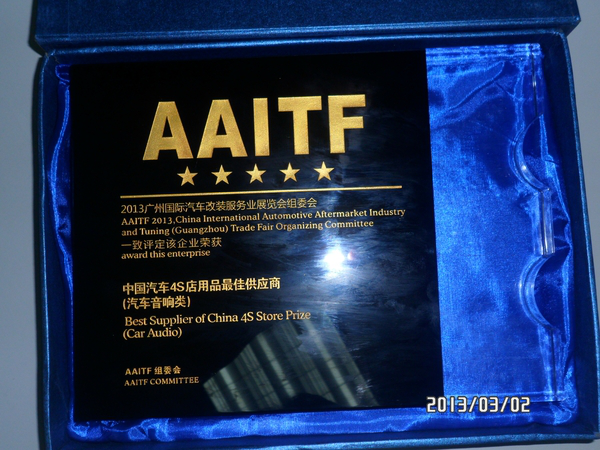 AAITF
2013广州国际汽车改装服务业展览会组委会
AAITF 2013,China International Automotive Aftermarket Industry
and Tuning (Guangzhou) Trade Fair Organizing Committee
一致评定该企业荣获
award this enterprise
中国汽车4S店用品最佳供应商
(汽车音响类)
Best Supplier of China 4S Store Prize
(Car Audio)
AAITF 组委会
AAITF COMMITTEE
2013/03/02